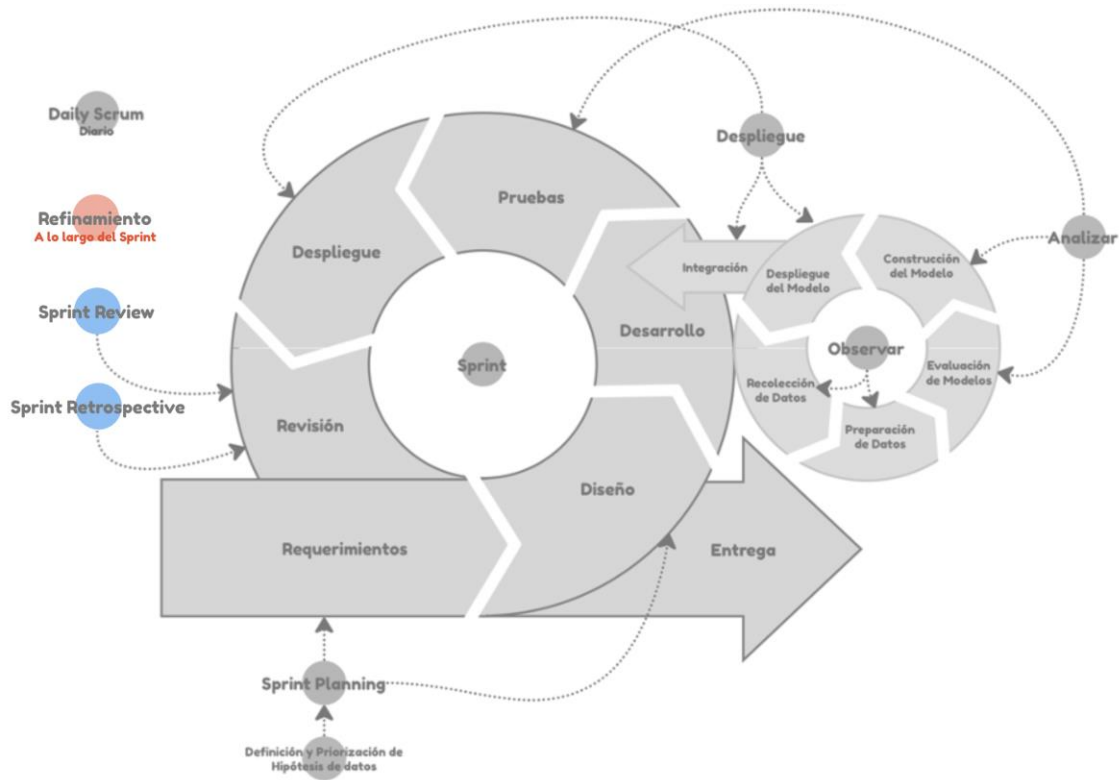 Daily Scrum
Diario
Refinamiento
A lo largo del Sprint
Sprint Review
Sprint Retrospective
Despliegue
Pruebas
Sprint
Desarrollo
Revisión
Diseño
Requerimientos
Entrega
Despliegue
Analizar
Integración
Despliegue
del Modelo
Construcción
del Modelo
Observar
Evaluación
de Modelos
Recolección
de Datos
Preparación
de Datos
Sprint Planning
Definición y Priorización de
Hipótesis de datos